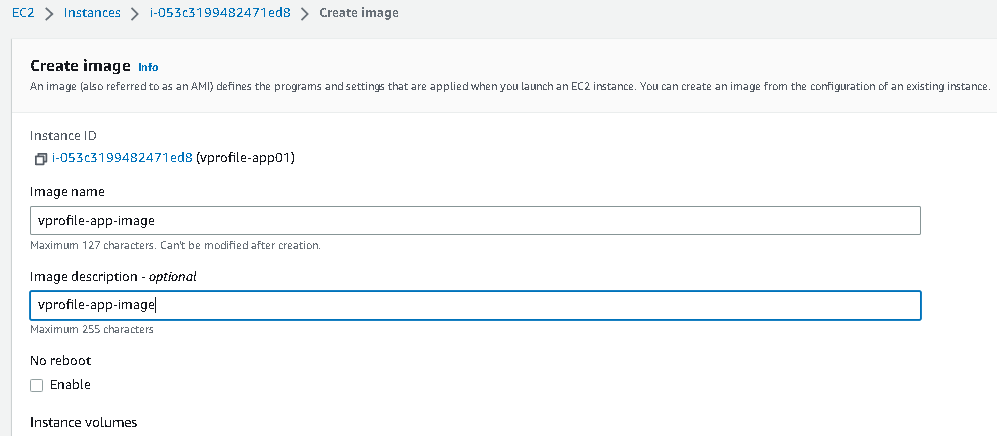 EC2 > Instances > i-053c3199482471ed8 > Create image
Create image Info
An image (also referred to as an AMI) defines the programs and settings that are applied when you launch an EC2 instance. You can create an image from the configuration of an existing instance.
Instance ID
i-053c3199482471ed8 (vprofile-app01)
Image name
vprofile-app-image
Maximum 127 characters. Can't be modified after creation.
Image description - optional
vprofile-app-image
Maximum 255 characters
No reboot
Enable
Instance volumes